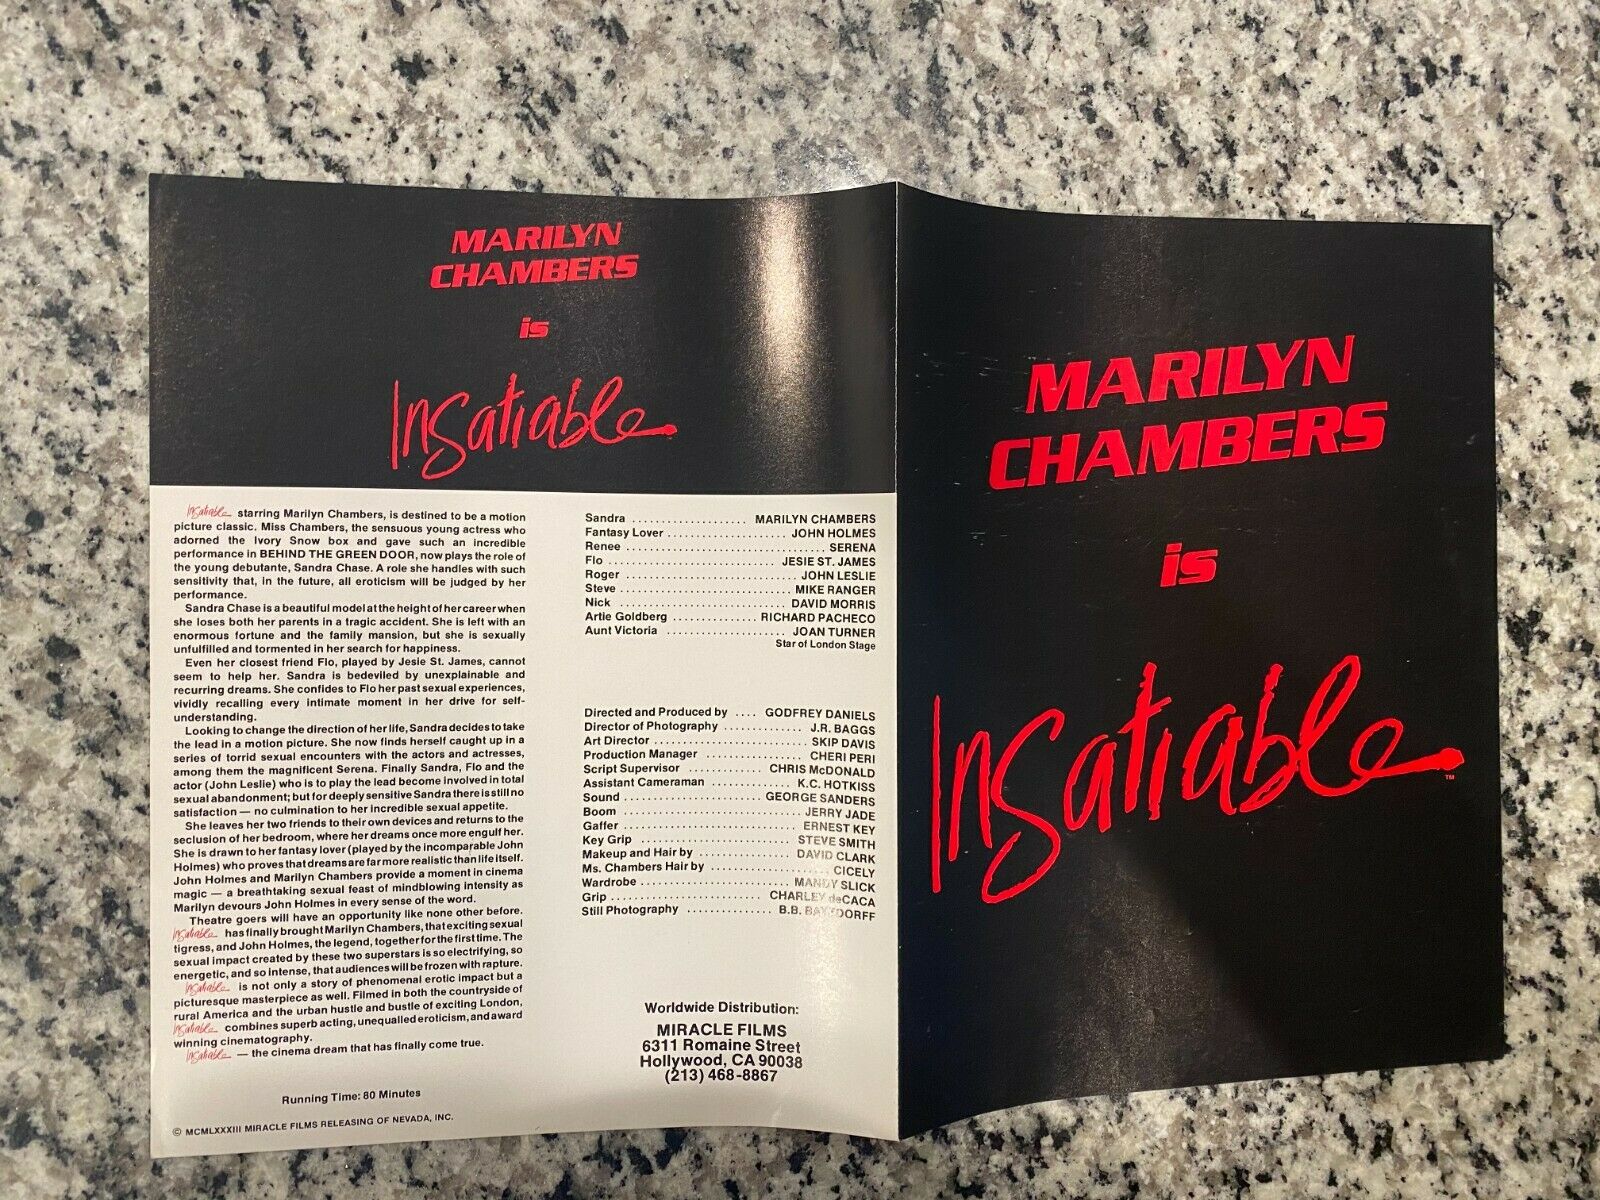 MARILYN
CHAMBERS
is
Insatiable
Insatiable starring Marilyn Chambers, is destined to be a motion
picture classic. Miss Chambers, the sensuous young actress who
adorned the Ivory Snow box and gave such an incredible
performance in BEHIND THE GREEN DOOR, now plays the role of
the young debutante, Sandra Chase. A role she handles with such
sensitivity that, in the future, all eroticism will be judged by her
performance.
Sandra Chase is a beautiful model at the height of her career when
she loses both her parents in a tragic accident. She is left with an
enormous fortune and the family mansion, but she is sexually
unfulfilled and tormented in her search for happiness.
Even her closest friend Flo, played by Jesie St. James, cannot
seem to help her. Sandra is bedeviled by unexplainable and
recurring dreams. She confides to Flo her past sexual experiences,
vividly recalling every intimate moment in her drive for self-
understanding.
Looking to change the direction of her life, Sandra decides to take
the lead in a motion picture. She now finds herself caught up in a
series of torrid sexual encounters with the actors and actresses,
among them the magnificent Serena. Finally Sandra, Flo and the
actor (John Leslie) who is to play the lead become involved in total
sexual abandonment; but for deeply sensitive Sandra there is still no
satisfaction — no culmination to her incredible sexual appetite.
She leaves her two friends to their own devices and returns to the
seclusion of her bedroom, where her dreams once more engulf her.
She is drawn to her fantasy lover (played by the incomparable John
Holmes) who proves that dreams are far more realistic than life itself.
John Holmes and Marilyn Chambers provide a moment in cinema
magic — a breathtaking sexual feast of mindblowing intensity as
Marilyn devours John Holmes in every sense of the word.
Theatre goers will have an opportunity like none other before.
Insatiable has finally brought Marilyn Chambers, that exciting sexual
tigress, and John Holmes, the legend, together for the first time. The
sexual impact created by these two superstars is so electrifying, so
energetic, and so intense, that audiences will be frozen with rapture.
Insatiable is not only a story of phenomenal erotic impact but a
picturesque masterpiece as well. Filmed in both the countryside of
rural America and the urban hustle and bustle of exciting London,
Insatiable combines superb acting, unequalled eroticism, and award
winning cinematography.
Insatiable — the cinema dream that has finally come true.
Running Time: 80 Minutes
© MCMLXXXIII MIRACLE FILMS RELEASING OF NEVADA, INC.
Sandra .................... MARILYN CHAMBERS
Fantasy Lover .................... JOHN HOLMES
Renee .................... SERENA
Flo .................... JESIE ST. JAMES
Roger .................... JOHN LESLIE
Steve .................... MIKE RANGER
Nick .................... DAVID MORRIS
Artie Goldberg .............. RICHARD PACHECO
Aunt Victoria .................... JOAN TURNER
Star of London Stage
Directed and Produced by .... GODFREY DANIELS
Director of Photography .............. J.R. BAGGS
Art Director .................... SKIP DAVIS
Production Manager .............. CHERI PERI
Script Supervisor ............ CHRIS McDONALD
Assistant Cameraman .............. K.C. HOTKISS
Sound .................... GEORGE SANDERS
Boom .................... JERRY JADE
Gaffer .................... ERNEST KEY
Key Grip .................... STEVE SMITH
Makeup and Hair by .............. DAVID CLARK
Ms. Chambers Hair by .................... CICELY
Wardrobe .................... MANDY SLICK
Grip .................... CHARLEY deCACA
Still Photography .............. B.B.
Worldwide Distribution:
MIRACLE FILMS
6311 Romaine Street
Hollywood, CA 90038
(213) 468-8867
MARILYN
CHAMBERS
is
Insatiable™